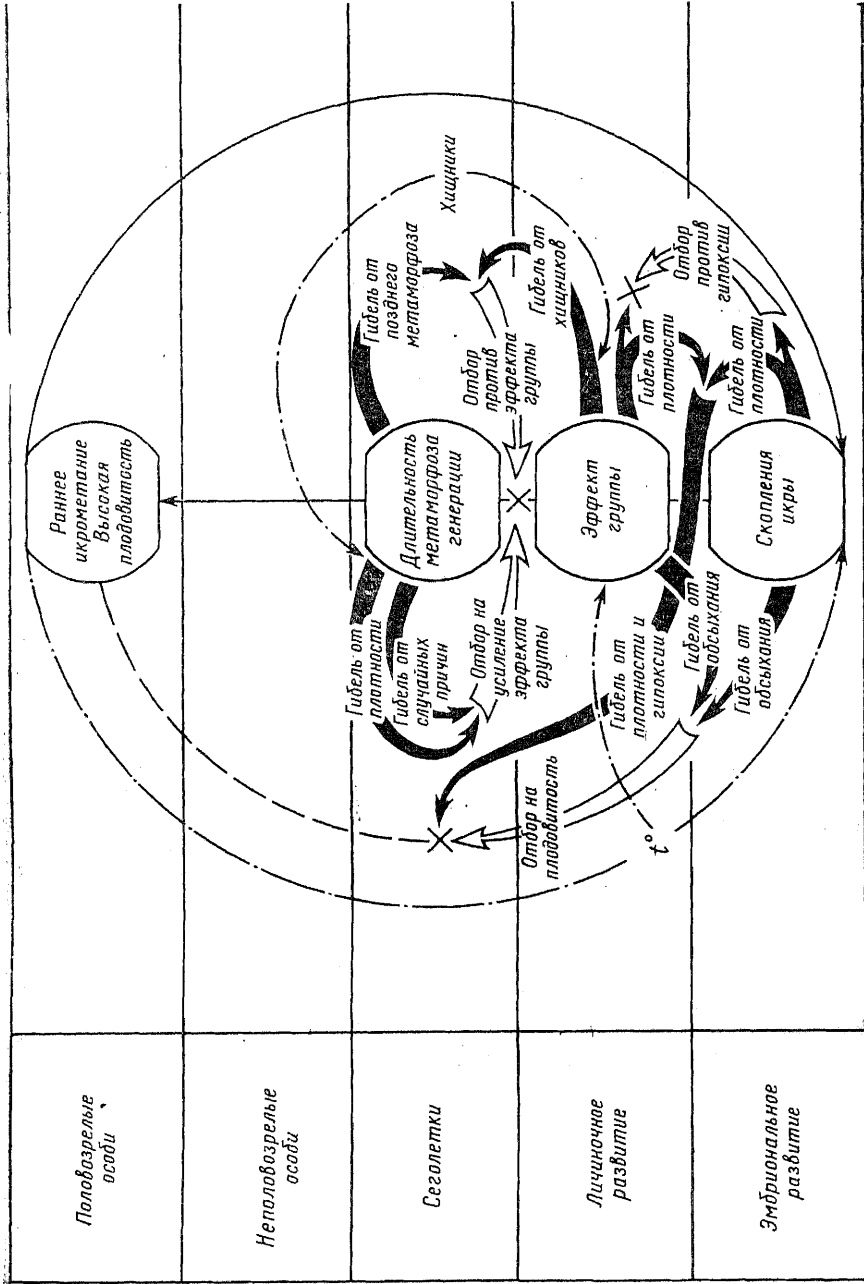 Половозрелые
особи
Неполовозрелые
особи
Сеголетки
Личиночное
развитие
Эмбриональное
развитие
Раннее
икрометание
Высокая
плодовитость
Хищники
Гибель от
позднего
метаморфоза
Длительность
метаморфоза
генерации
Гибель от
плотности
Гибель от
случайных
причин
Отбор на
усиление
эффекта
группы
Отбор
против
эффекта
группы
Гибель от
хищников
Эффект
группы
Отбор на
плодовитость
t°
Гибель от
плотности и
гипоксии
Гибель от
плотности
Отбор
против
гипоксии
Гибель от
обсыхания
Гибель от
обсыхания
Гибель от
плотности
Скопления
икры